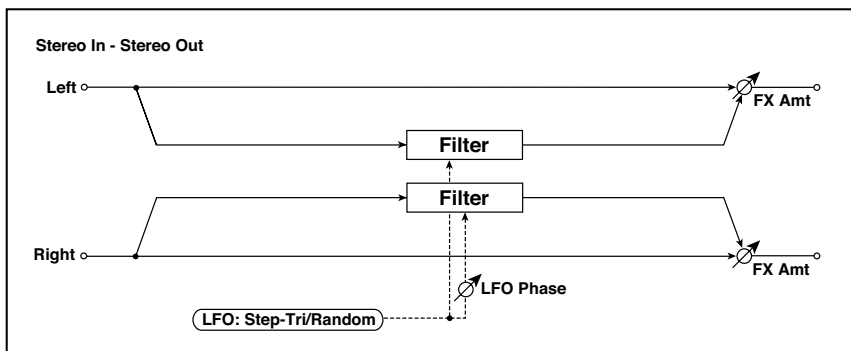 Stereo In - Stereo Out
Left
FX Amt
Filter
Filter
Right
FX Amt
LFO Phase
LFO: Step-Tri/Random